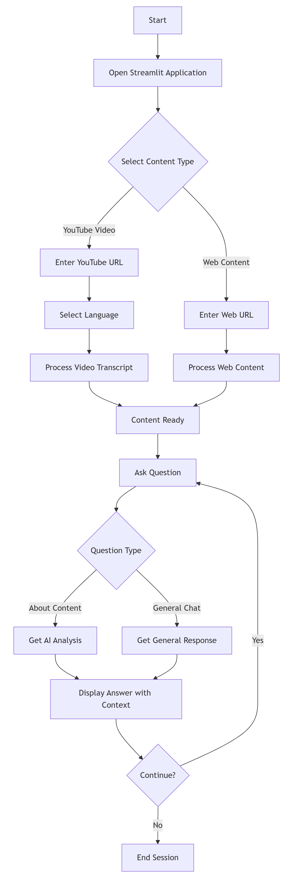 Start
Open Streamlit Application
Select Content Type
YouTube Video
Web Content
Enter YouTube URL
Select Language
Enter Web URL
Process Video Transcript
Process Web Content
Content Ready
Ask Question
Question Type
About Content
General Chat
Yes
Get AI Analysis
Get General Response
Display Answer with
Context
Continue?
No
End Session